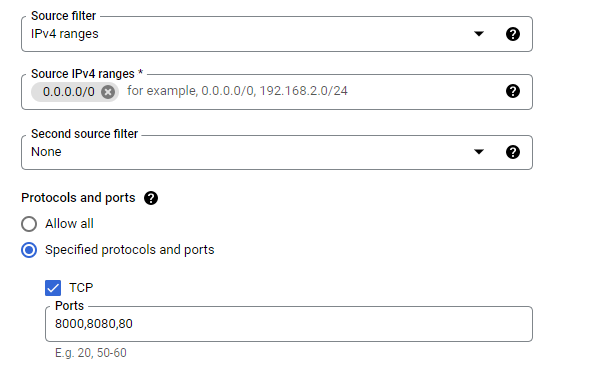 Source filter
IPv4 ranges
Source IPv4 ranges *
0.0.0.0/0 for example, 0.0.0.0/0, 192.168.2.0/24
Second source filter
None
Protocols and ports
Allow all
Specified protocols and ports
TCP
Ports
8000,8080,80
E.g. 20, 50-60